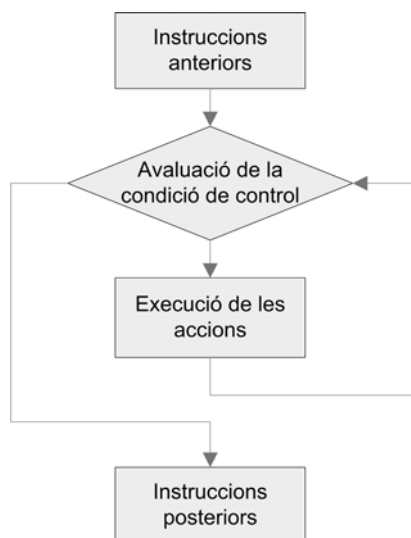 Instruccions
anteriors
Avaluació de la
condició de control
Execució de les
accions
Instruccions
posteriors